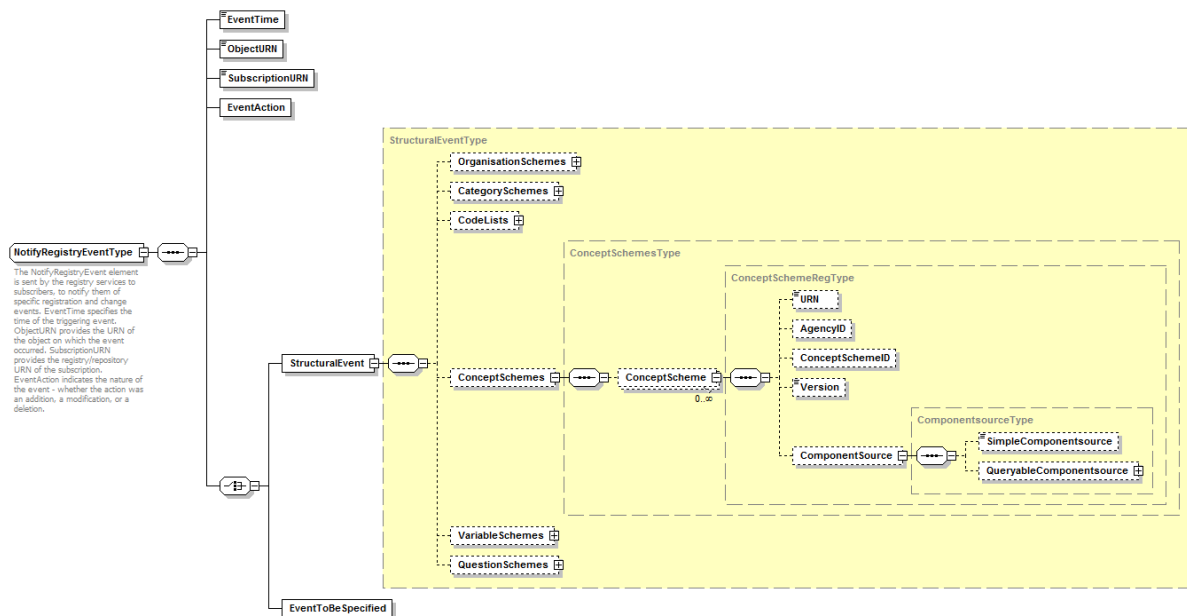 EventTime
ObjectURN
SubscriptionURN
EventAction
StructuralEventType
OrganisationSchemes
CategorySchemes
CodeLists
NotifyRegistryEventType
The NotifyRegistryEvent element
is sent by the registry services to
subscribers, to notify them of
specific registration and change
events. EventTime specifies the
time of the triggering event.
ObjectURN provides the URN of
the object on which the event
occurred. SubscriptionURN
provides the registry/repository
URN of the subscription.
EventAction indicates the nature of
the event - whether the action was
an addition, a modification, or a
deletion.
ConceptSchemesType
ConceptSchemeRegType
URN
AgencyID
ConceptSchemeID
Version
StructuralEvent
ConceptSchemes
ConceptScheme
0..∞
ComponentsourceType
SimpleComponentsource
ComponentSource
QueryableComponentsource
VariableSchemes
QuestionSchemes
EventToBeSpecified